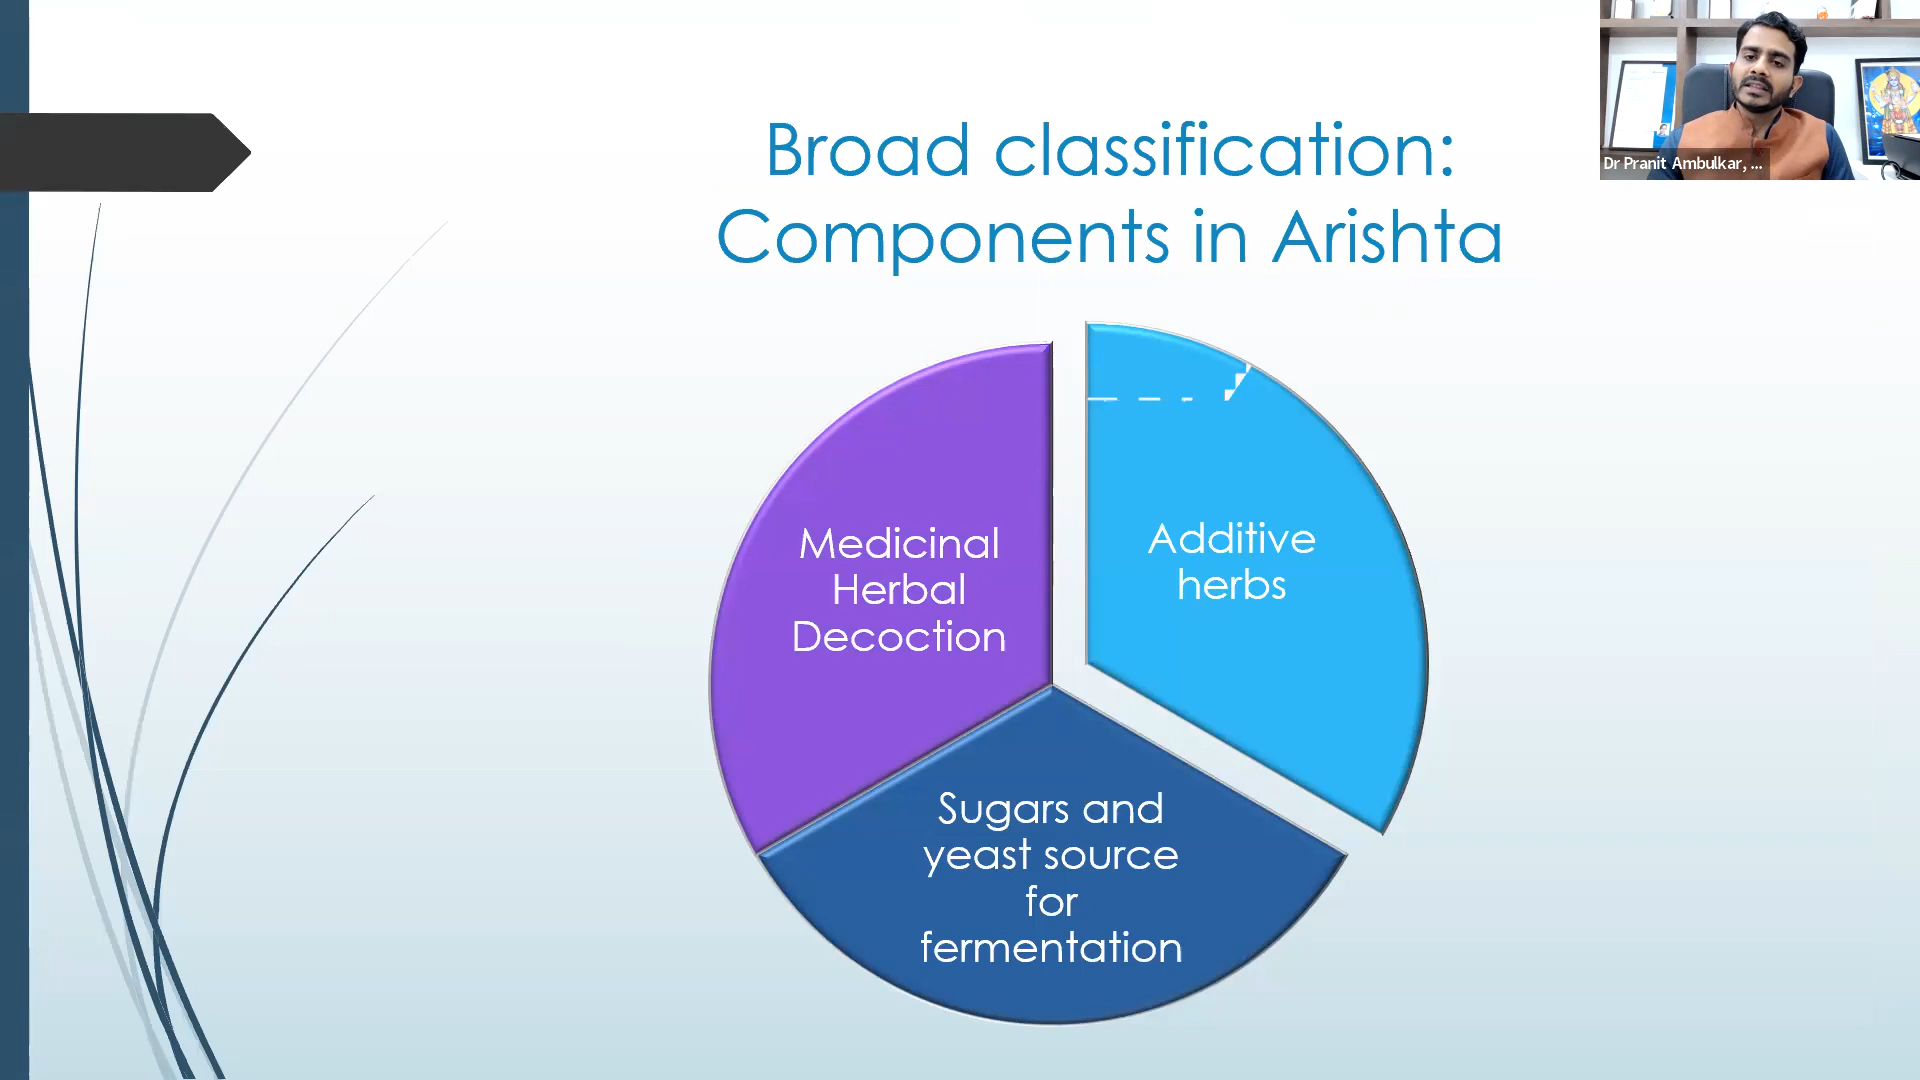 Broad classification:
Components in Arishta
Dr Pranit Ambulkar, ...
Medicinal
Herbal
Decoction
Additive
herbs
Sugars and
yeast source
for
fermentation